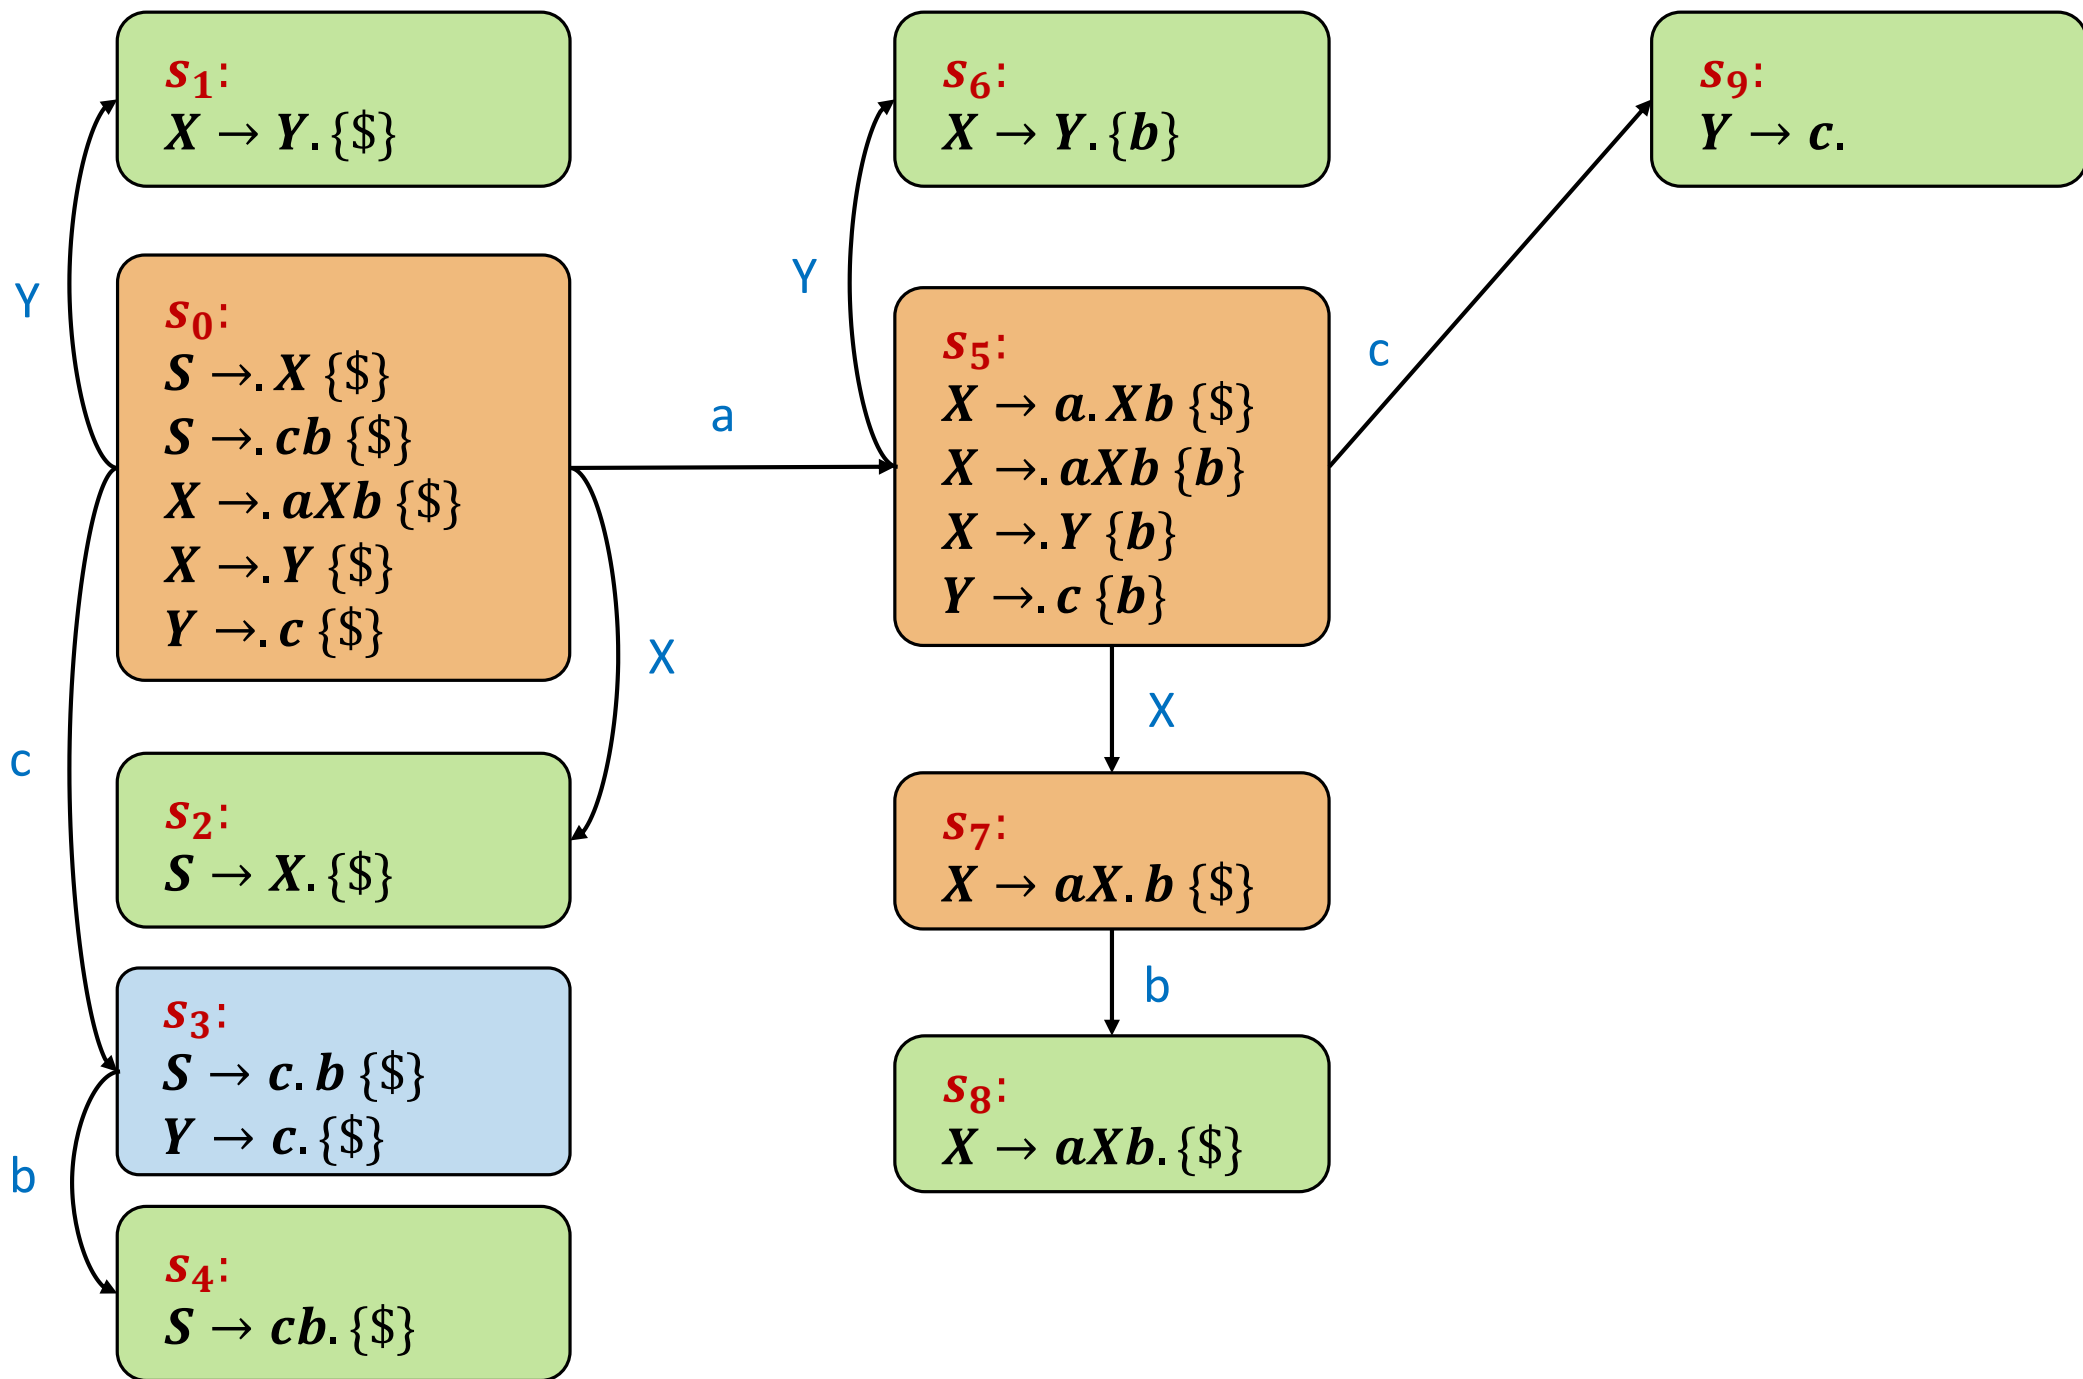 s₁:
X → Y. {$}
Y
s₀:
S →. X {$}
S →. cb {$}
X →. aXb {$}
X →. Y {$}
Y →. c {$}
a
X
c
s₂:
S → X. {$}
s₃:
S → c. b {$}
Y → c. {$}
b
s₄:
S → cb. {$}
s₆:
X → Y. {b}
Y
s₅:
X → a. Xb {$}
X →. aXb {b}
X →. Y {b}
Y →. c {b}
c
X
s₇:
X → aX. b {$}
b
s₈:
X → aXb. {$}
s₉:
Y → c.